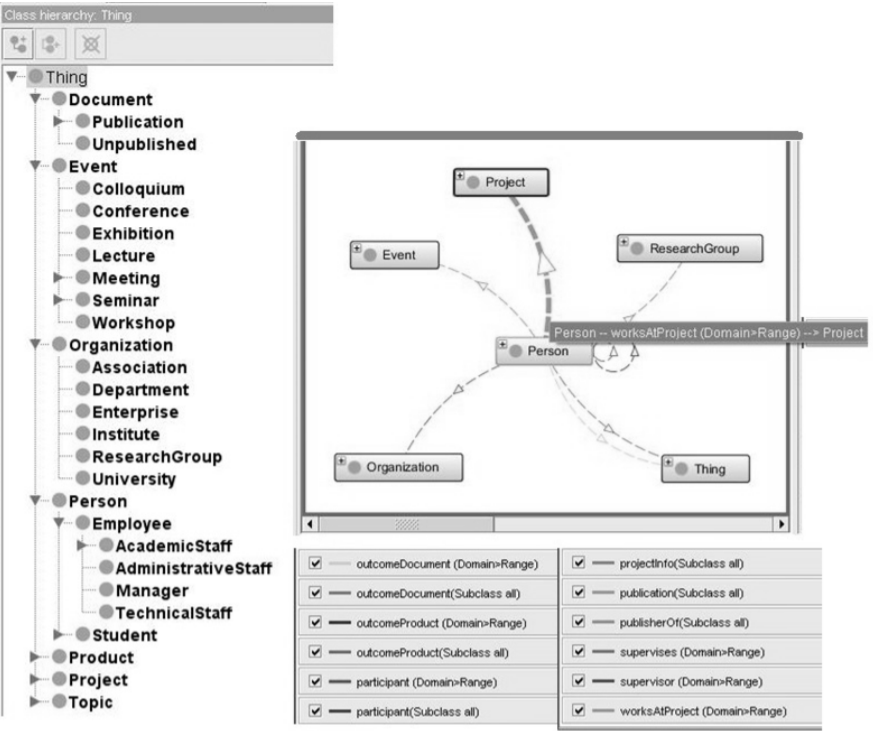 Class hierarchy: Thing
Thing
Document
Publication
Unpublished
Event
Colloquium
Conference
Exhibition
Lecture
Meeting
Seminar
Workshop
Organization
Association
Department
Enterprise
Institute
ResearchGroup
University
Person
Employee
AcademicStaff
AdministrativeStaff
Manager
TechnicalStaff
Student
Product
Project
Topic
Project
Event
ResearchGroup
Person -- worksAtProject (Domain>Range) --> Project
Person
Organization
Thing
outcomeDocument (Domain>Range)
outcomeDocument(Subclass all)
outcomeProduct (Domain>Range)
outcomeProduct(Subclass all)
participant (Domain>Range)
participant(Subclass all)
projectInfo(Subclass all)
publication(Subclass all)
publisherOf(Subclass all)
supervises (Domain>Range)
supervisor (Domain>Range)
worksAtProject (Domain>Range)